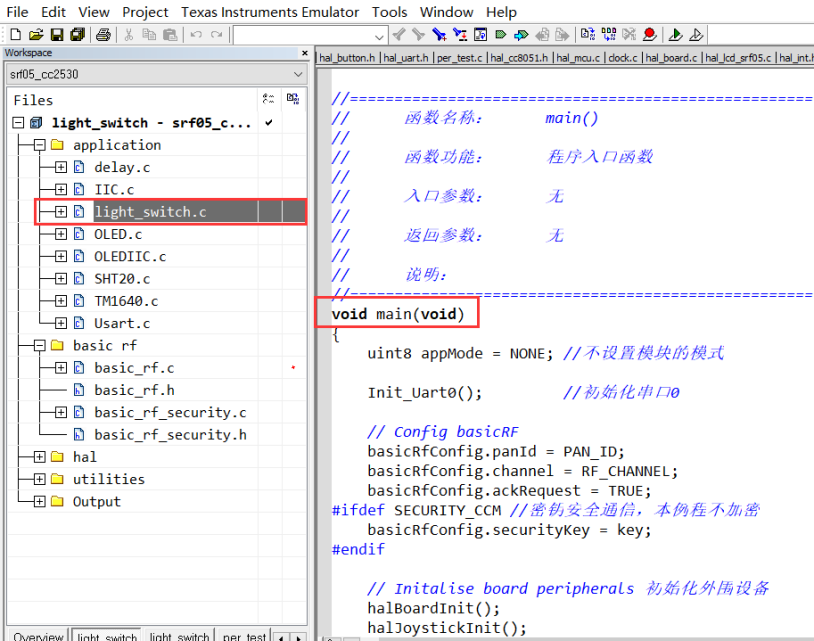 File Edit View Project Texas Instruments Emulator Tools Window Help
Workspace
srf05_cc2530
Files
light_switch - srf05_c...
application
delay.c
IIC.c
light_switch.c
OLED.c
OLEDIIC.c
SHT20.c
TM1640.c
Usart.c
basic rf
basic_rf.c
basic_rf.h
basic_rf_security.c
basic_rf_security.h
hal
utilities
Output
Overview light_switch light_switch per_test
hal_button.h | hal_uart.h | per_test.c | hal_cc8051.h | hal_mcu.c | clock.c | hal_board.c | hal_lcd_srf05.c | hal_int.h
//====================================================
// 函数名称: main()
//
// 函数功能: 程序入口函数
//
// 入口参数: 无
//
// 返回参数: 无
//
// 说明:
//====================================================
void main(void)
{
uint8 appMode = NONE; //不设置模块的模式
Init_Uart0(); //初始化串口0
// Config basicRF
basicRfConfig.panId = PAN_ID;
basicRfConfig.channel = RF_CHANNEL;
basicRfConfig.ackRequest = TRUE;
#ifdef SECURITY_CCM //密钥安全通信，本例程不加密
basicRfConfig.securityKey = key;
#endif
// Initalise board peripherals 初始化外围设备
halBoardInit();
halJoystickInit();